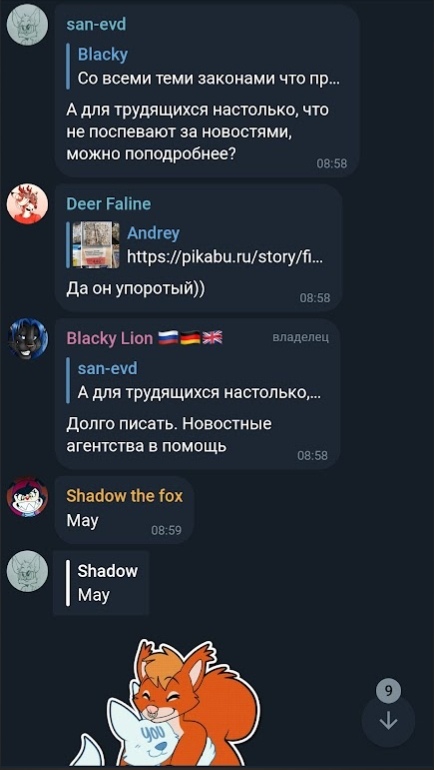 san-evd
Blacky
Со всеми теми законами что пр...
А для трудящихся настолько, что
не поспевают за новостями,
можно поподробнее?
08:58
Deer Faline
Andrey
https://pikabu.ru/story/fi...
Да он упоротый))
08:58
Blacky Lion 🇷🇺🇩🇪🇬🇧 владелец
san-evd
А для трудящихся настолько,...
Долго писать. Новостные
агентства в помощь
08:58
Shadow the fox
Мау
08:59
Shadow
Мау
YOU
9